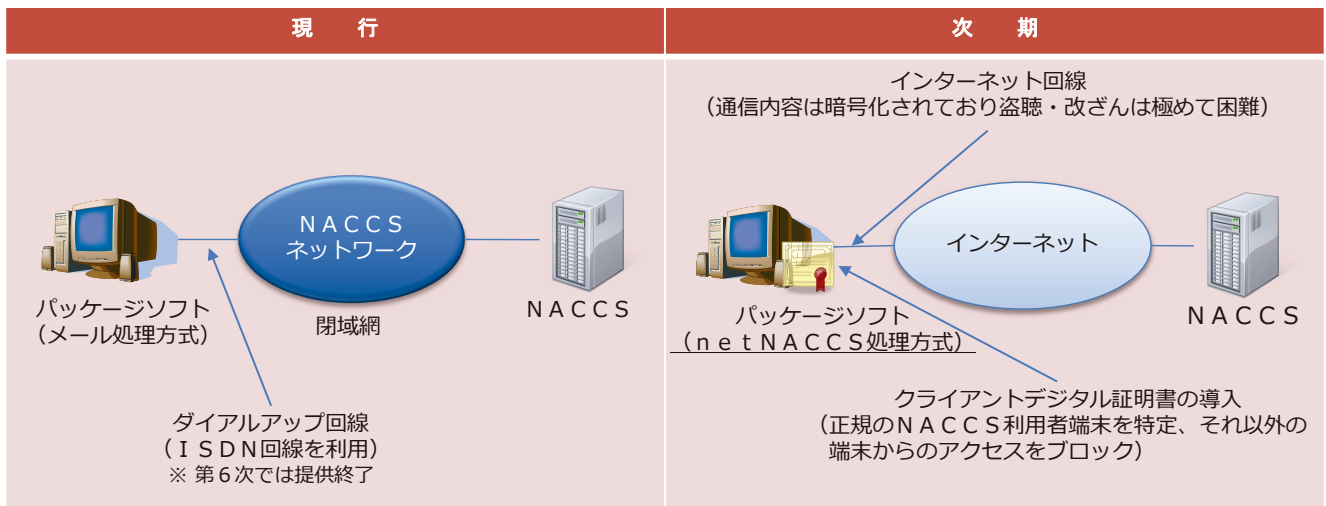 現　行
次　期
ＮＡＣＣＳ
ネットワーク
閉域網
パッケージソフト
（メール処理方式）
ＮＡＣＣＳ
ダイアルアップ回線
（ＩＳＤＮ回線を利用）
※ 第６次では提供終了
インターネット回線
（通信内容は暗号化されており盗聴・改ざんは極めて困難）
インターネット
パッケージソフト
（ｎｅｔＮＡＣＣＳ処理方式）
ＮＡＣＣＳ
クライアントデジタル証明書の導入
（正規のＮＡＣＣＳ利用者端末を特定、それ以外の
端末からのアクセスをブロック）